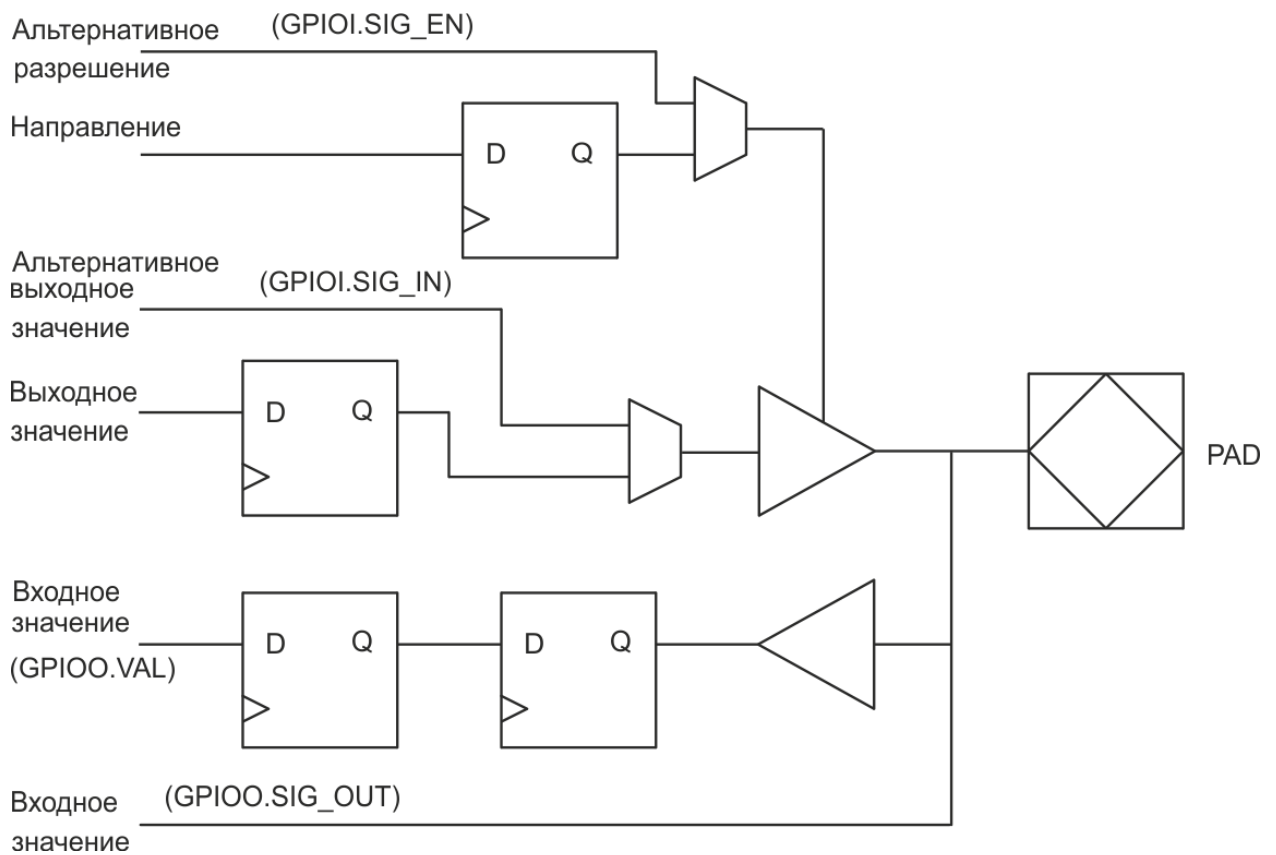 Альтернативное
разрешение
(GPIOI.SIG_EN)
Направление
D Q
Альтернативное
выходное
значение
(GPIOI.SIG_IN)
Выходное
значение
D Q
PAD
Входное
значение
(GPIOO.VAL)
D Q
D Q
Входное
значение
(GPIOO.SIG_OUT)